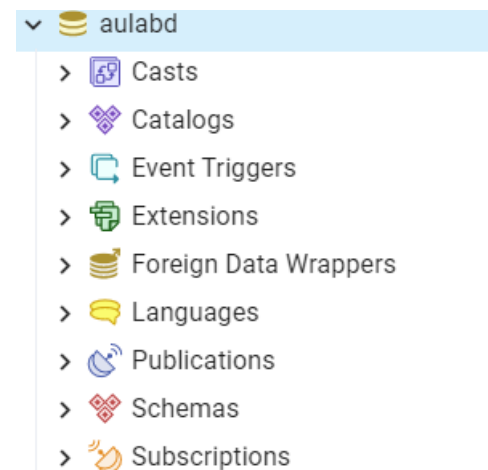 aulabd
Casts
Catalogs
Event Triggers
Extensions
Foreign Data Wrappers
Languages
Publications
Schemas
Subscriptions